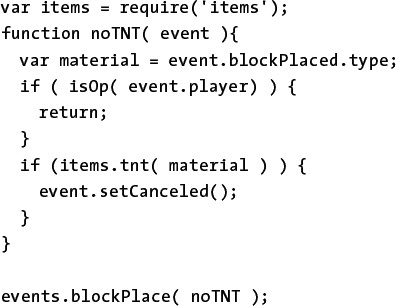 var items = require('items');
function noTNT( event ){
  var material = event.blockPlaced.type;
  if ( isOp( event.player) ) {
    return;
  }
  if (items.tnt( material ) ) {
    event.setCanceled();
  }
}

events.blockPlace( noTNT );